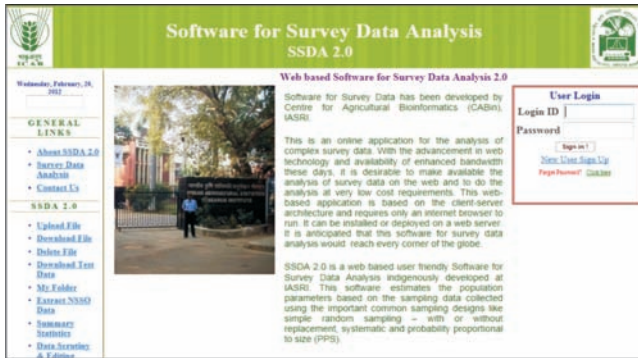 Software for Survey Data Analysis
SSDA 2.0
ICAR
Wednesday, February, 29, 2012
GENERAL
LINKS
About SSDA 2.0
Survey Data
Analysis
Contact Us
SSDA 2.0
Upload File
Download File
Delete File
Download Test
Data
My Folder
Extract NSSO
Data
Summary
Statistics
Data Scrutiny
& Editing
Web based Software for Survey Data Analysis 2.0
Software for Survey Data has been developed by
Centre for Agricultural Bioinformatics (CABin),
IASRI.
This is an online application for the analysis of
complex survey data. With the advancement in web
technology and availability of enhanced bandwidth
these days, it is desirable to make available the
analysis of survey data on the web and to do the
analysis at very low cost requirements. This web-
based application is based on the client-server
architecture and requires only an internet browser to
run. It can be installed or deployed on a web server.
It is anticipated that this software for survey data
analysis would reach every corner of the globe.
SSDA 2.0 is a web based user friendly Software for
Survey Data Analysis indigenously developed at
IASRI. This software estimates the population
parameters based on the sampling data collected
using the important common sampling designs like
simple random sampling – with or without
replacement, systematic and probability proportional
to size (PPS).
User Login
Login ID
Password
Sign in !
New User Sign Up
Forget Password? Click here